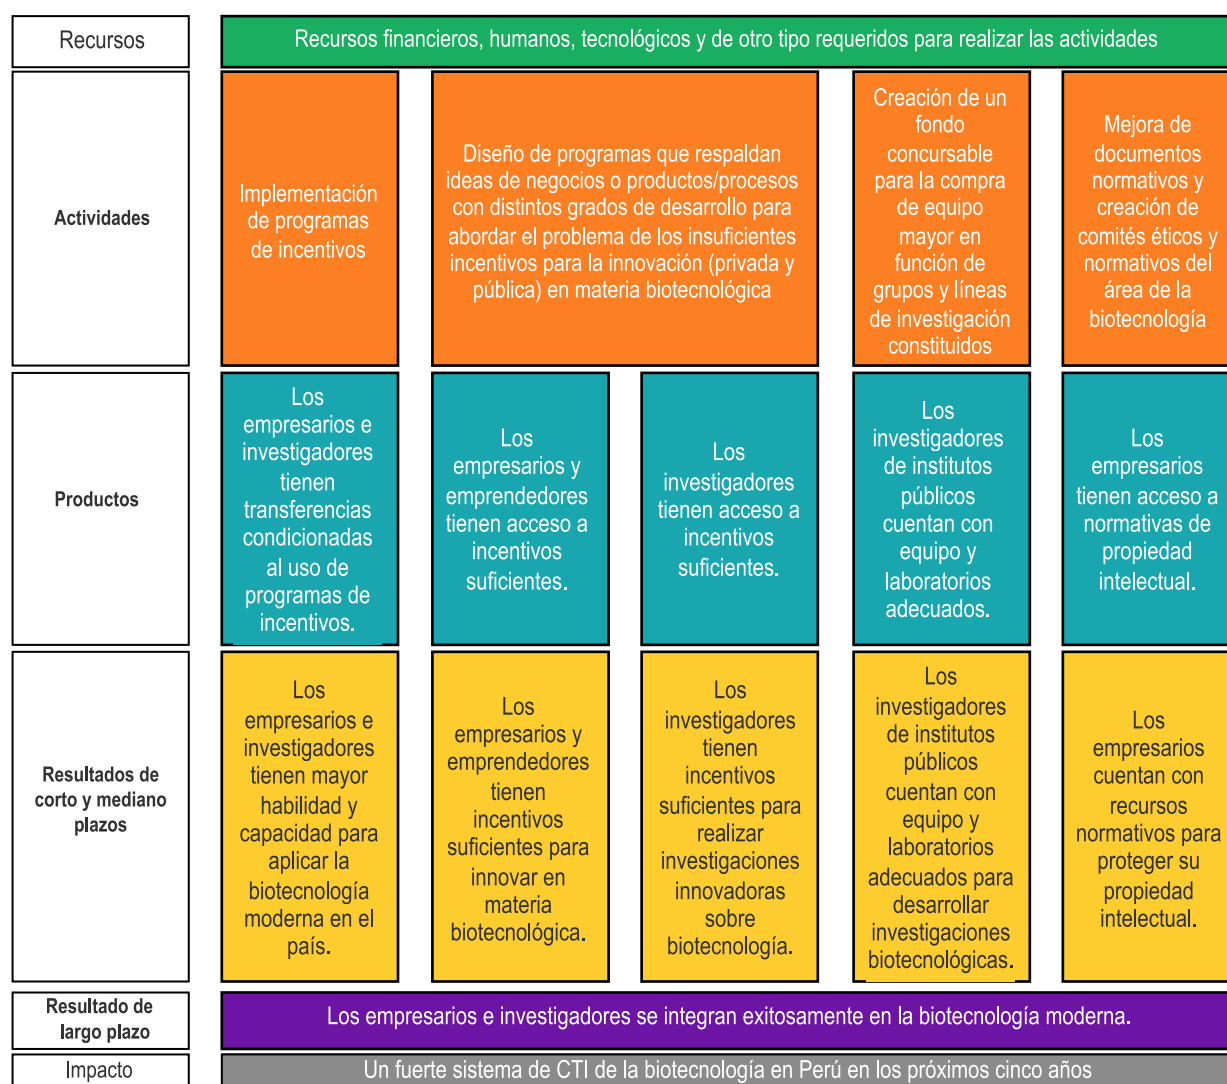 Recursos
Recursos financieros, humanos, tecnológicos y de otro tipo requeridos para realizar las actividades
Actividades
Implementación
de programas
de incentivos
Diseño de programas que respaldan
ideas de negocios o productos/procesos
con distintos grados de desarrollo para
abordar el problema de los insuficientes
incentivos para la innovación (privada y
pública) en materia biotecnológica
Creación de un
fondo
concursable
para la compra
de equipo
mayor en
función de
grupos y líneas
de investigación
constituidos
Mejora de
documentos
normativos y
creación de
comités éticos y
normativos del
área de la
biotecnología
Productos
Los
empresarios e
investigadores
tienen
transferencias
condicionadas
al uso de
programas de
incentivos.
Los
empresarios y
emprendedores
tienen acceso a
incentivos
suficientes.
Los
investigadores
tienen acceso a
incentivos
suficientes.
Los
investigadores
de institutos
públicos
cuentan con
equipo y
laboratorios
adecuados.
Los
empresarios
tienen acceso a
normativas de
propiedad
intelectual.
Resultados de
corto y mediano
plazos
Los
empresarios e
investigadores
tienen mayor
habilidad y
capacidad para
aplicar la
biotecnología
moderna en el
país.
Los
empresarios y
emprendedores
tienen
incentivos
suficientes para
innovar en
materia
biotecnológica.
Los
investigadores
tienen
incentivos
suficientes para
realizar
investigaciones
innovadoras
sobre
biotecnología.
Los
investigadores
de institutos
públicos
cuentan con
equipo y
laboratorios
adecuados para
desarrollar
investigaciones
biotecnológicas.
Los
empresarios
cuentan con
recursos
normativos para
proteger su
propiedad
intelectual.
Resultado de
largo plazo
Los empresarios e investigadores se integran exitosamente en la biotecnología moderna.
Impacto
Un fuerte sistema de CTI de la biotecnología en Perú en los próximos cinco años